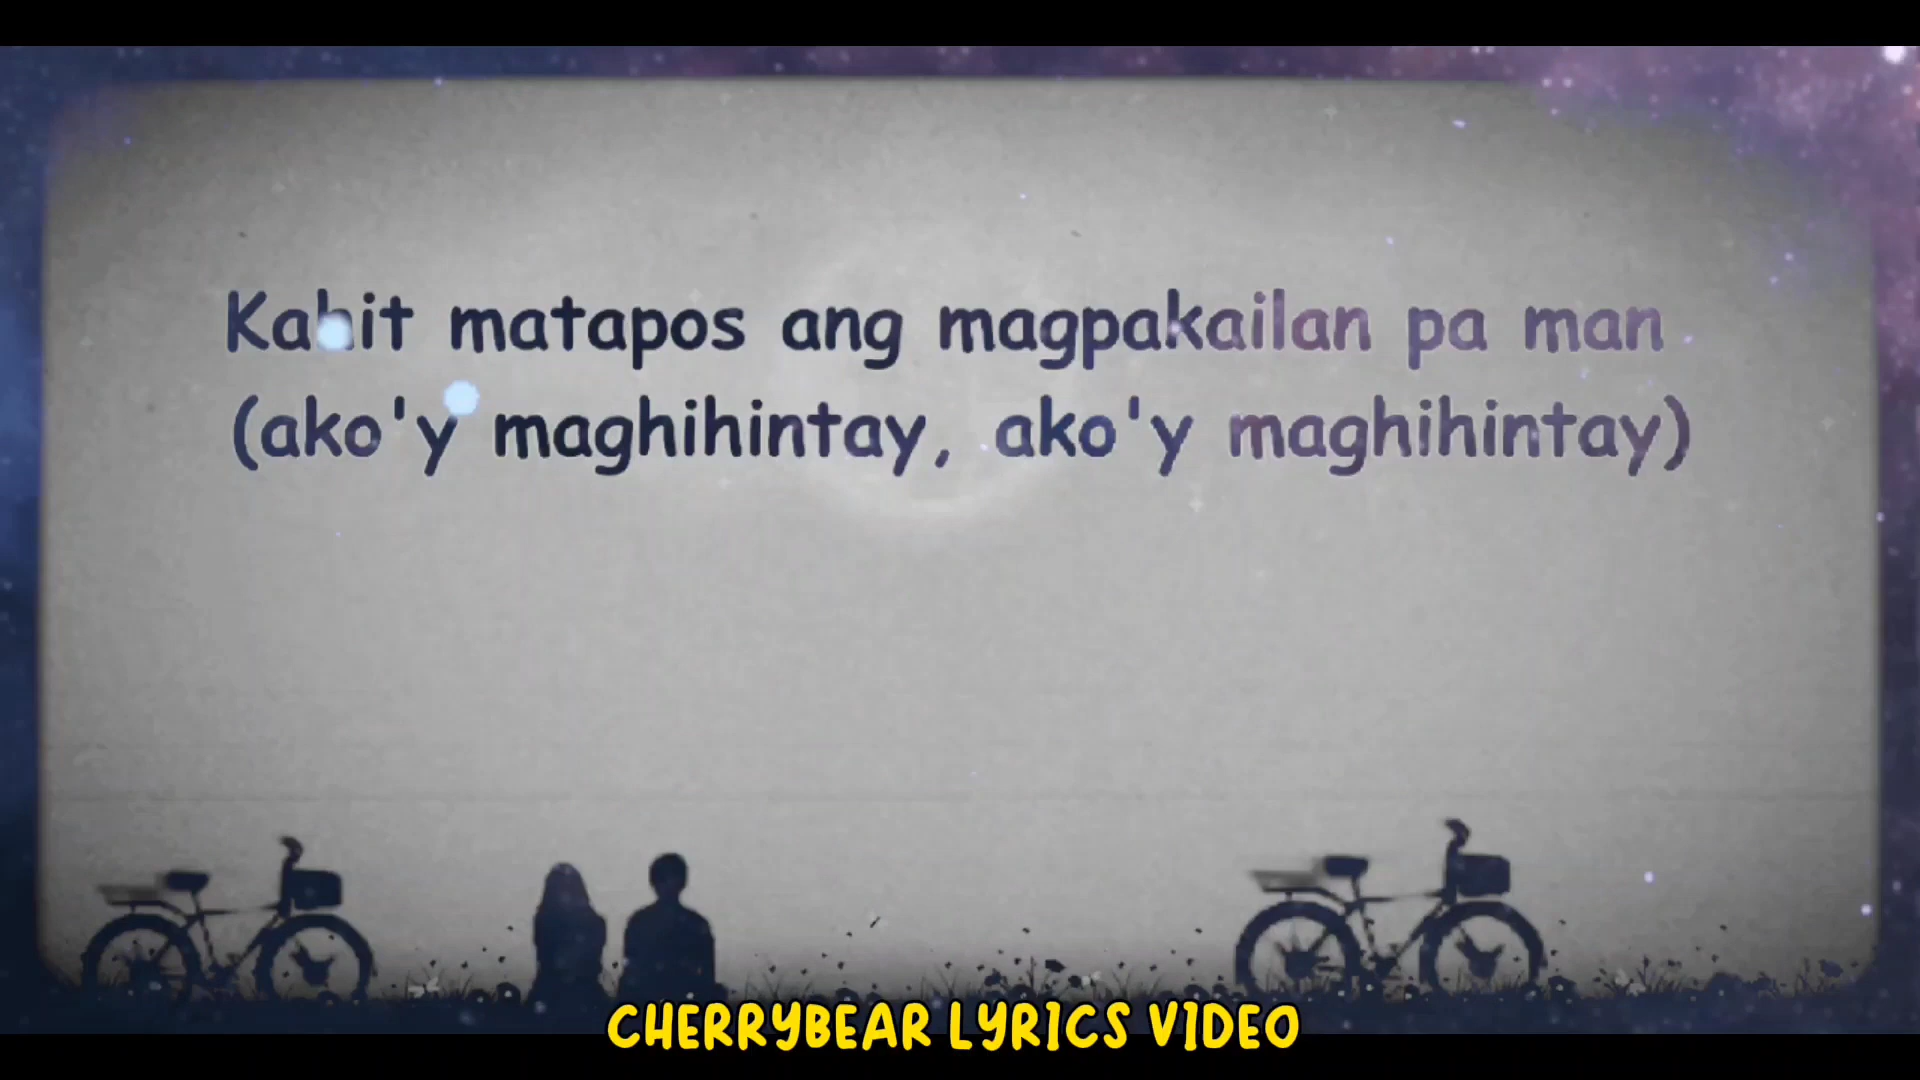 Kahit matapos ang magpakailan pa man
(ako'y maghihintay, ako'y maghihintay)
CHERRYBEAR LYRICS VIDEO